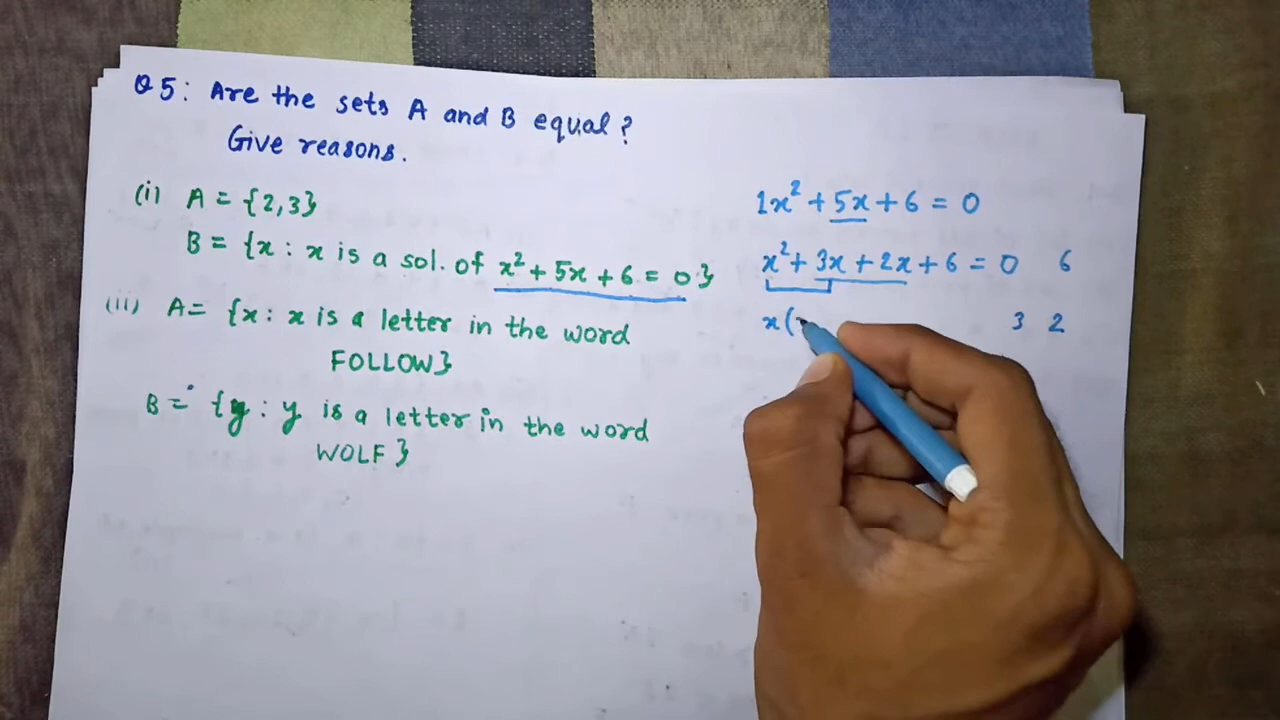 Q5: Are the sets A and B equal?
Give reasons.
(i) A = {2,3}
B = {x : x is a sol. of x² + 5x + 6 = 0}
(ii) A = {x : x is a letter in the word
FOLLOW}
B = {y : y is a letter in the word
WOLF}
1x² + 5x + 6 = 0
x² + 3x + 2x + 6 = 0 6
x( 3 2